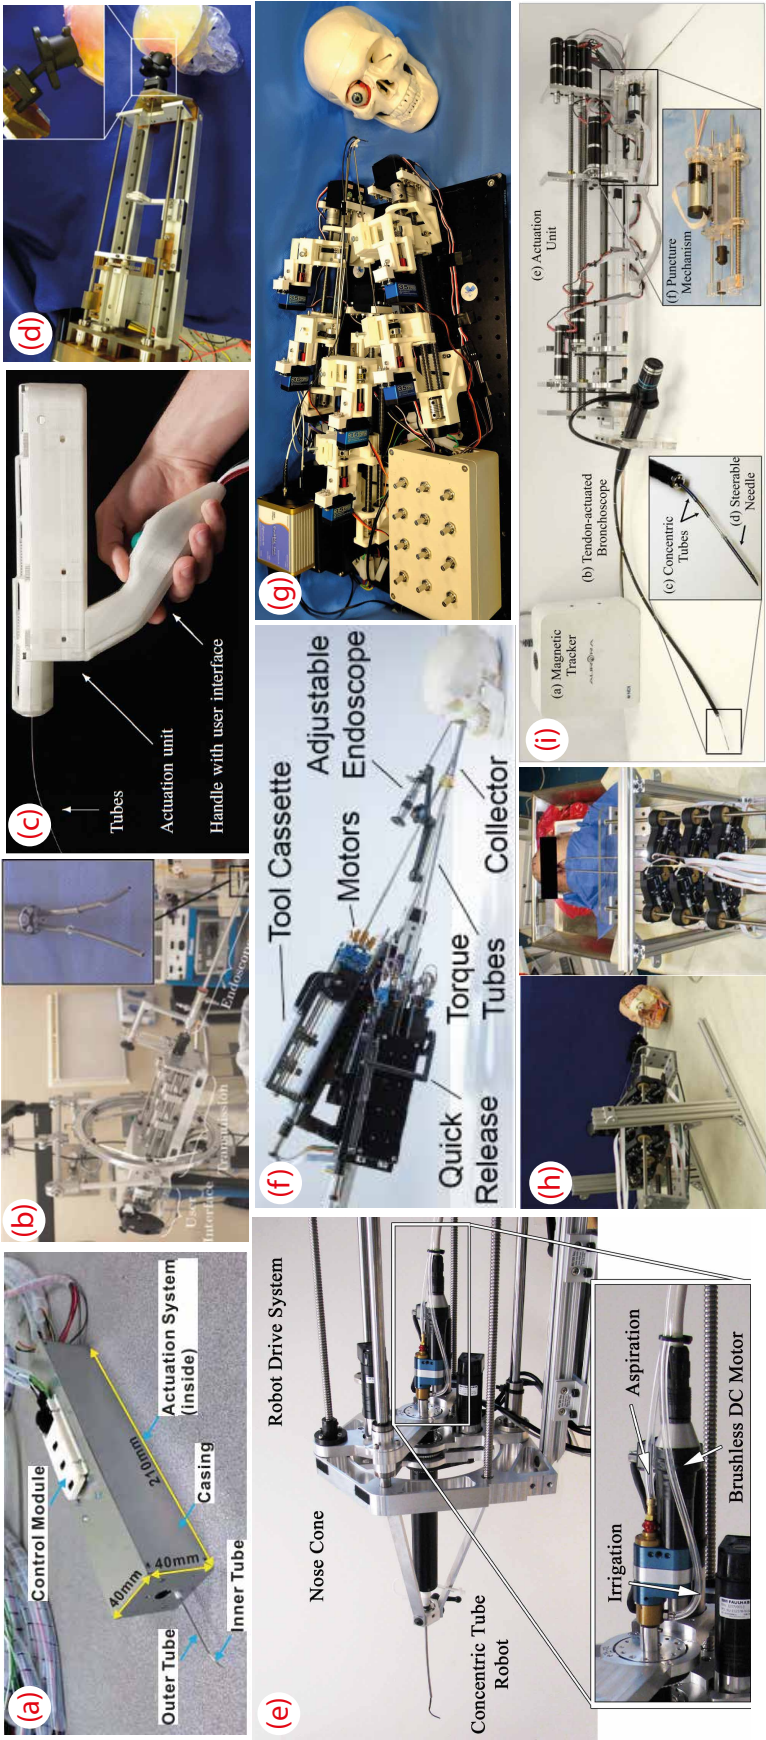 (a)
Control Module
Actuation System
(inside)
210mm
40mm
40mm
Casing
Outer Tube
Inner Tube
(b)
User
Interface
Transmission
Endoscope
(c)
Tubes
Actuation unit
Handle with user interface
(d)
(e)
Robot Drive System
Nose Cone
Concentric Tube
Robot
Aspiration
Irrigation
Brushless DC Motor
(f)
Tool Cassette
Motors
Adjustable
Endoscope
Quick
Release
Torque
Tubes
Collector
(g)
(h)
(i)
(a) Magnetic
Tracker
(b) Tendon-actuated
Bronchoscope
(c) Concentric
Tubes
(d) Steerable
Needle
(e) Actuation
Unit
(f) Puncture
Mechanism